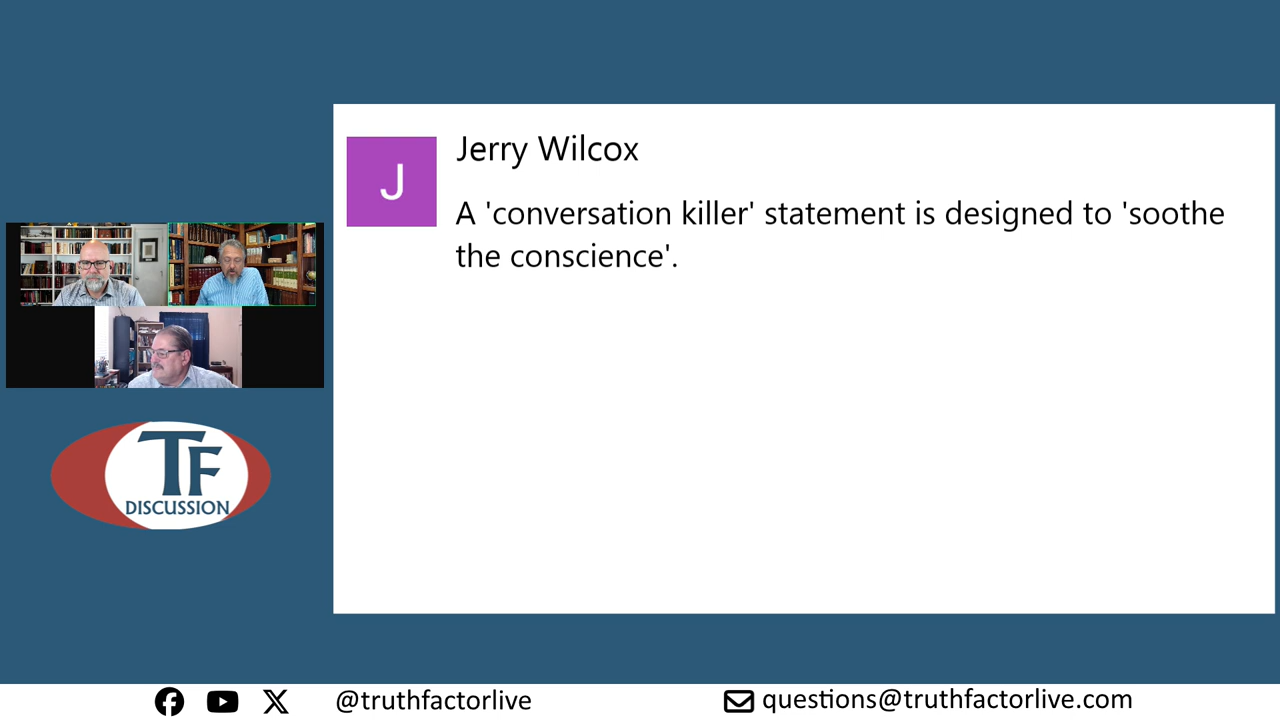 J
Jerry Wilcox
A 'conversation killer' statement is designed to 'soothe
the conscience'.
TF
DISCUSSION
@truthfactorlive
questions@truthfactorlive.com